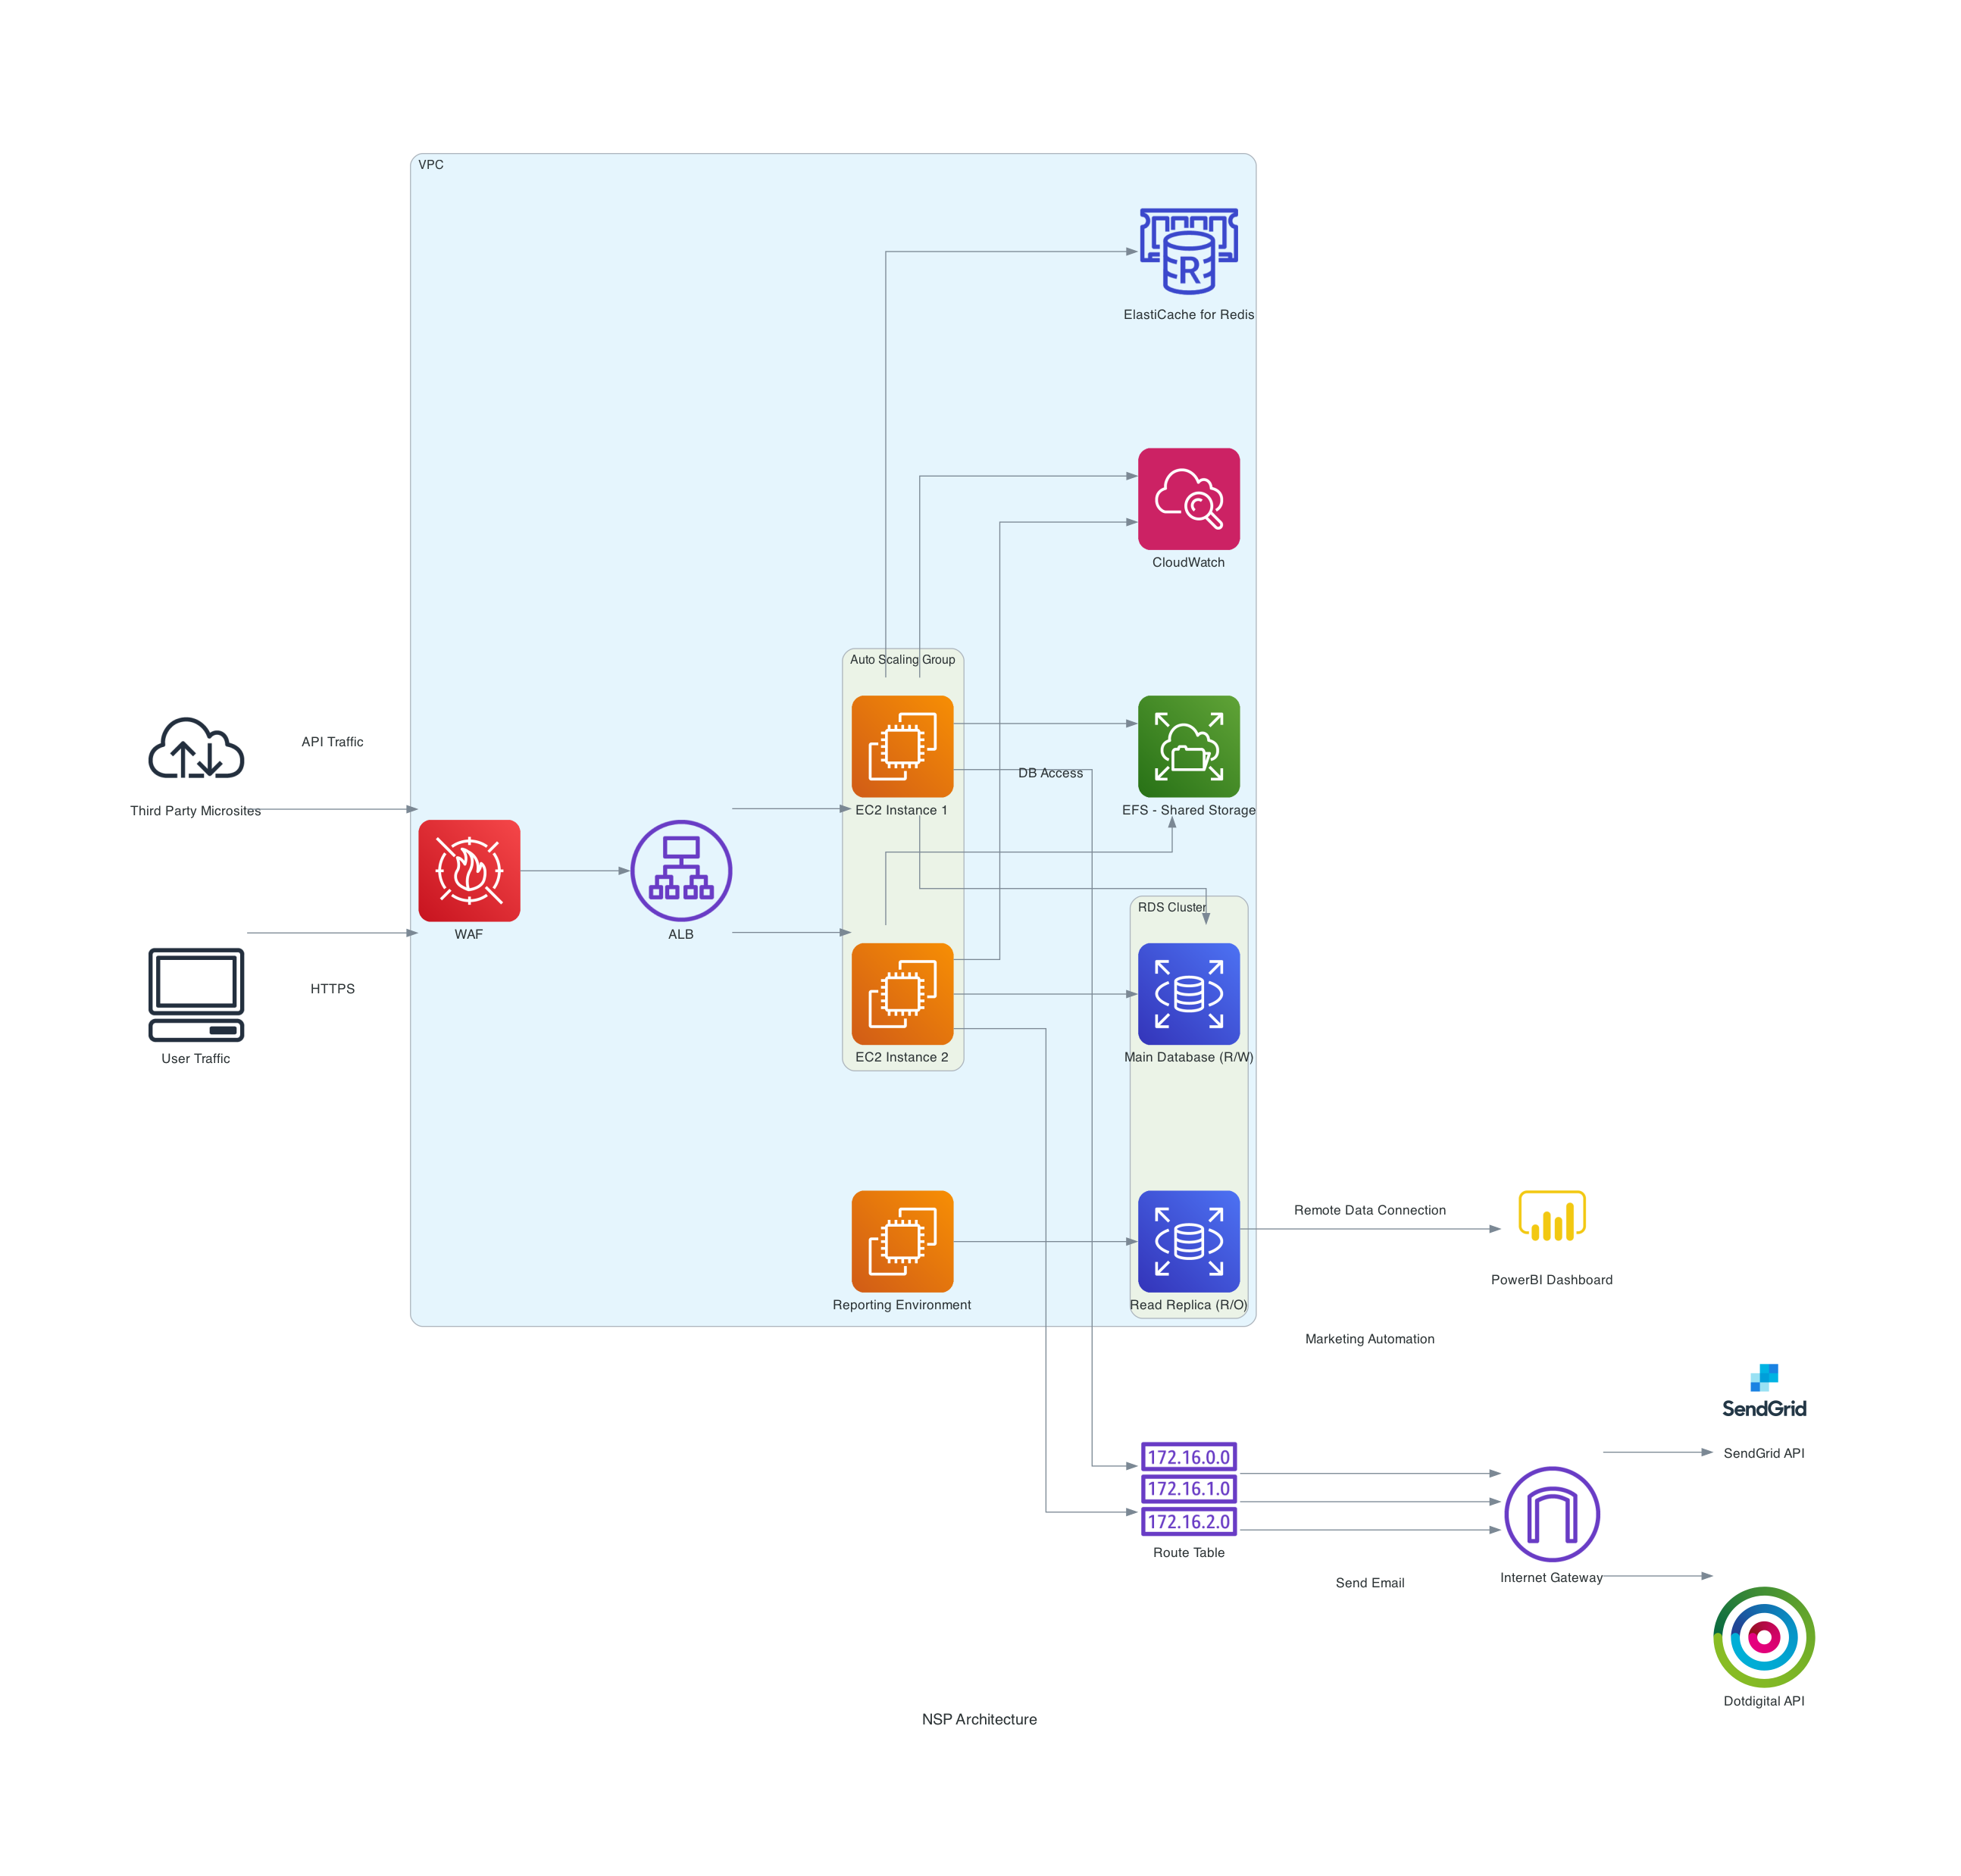 VPC
R
ElastiCache for Redis
CloudWatch
Auto Scaling Group
API Traffic
Third Party Microsites
EC2 Instance 1
DB Access
EFS - Shared Storage
RDS Cluster
WAF
ALB
HTTPS
User Traffic
EC2 Instance 2
Main Database (R/W)
Remote Data Connection
PowerBI Dashboard
Reporting Environment
Read Replica (R/O)
Marketing Automation
SendGrid
SendGrid API
172.16.0.0
172.16.1.0
172.16.2.0
Route Table
Internet Gateway
Send Email
Dotdigital API
NSP Architecture